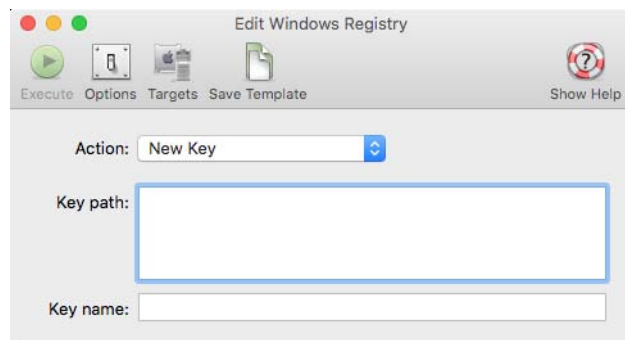 Edit Windows Registry
Execute Options Targets Save Template Show Help
Action: New Key
Key path:
Key name: